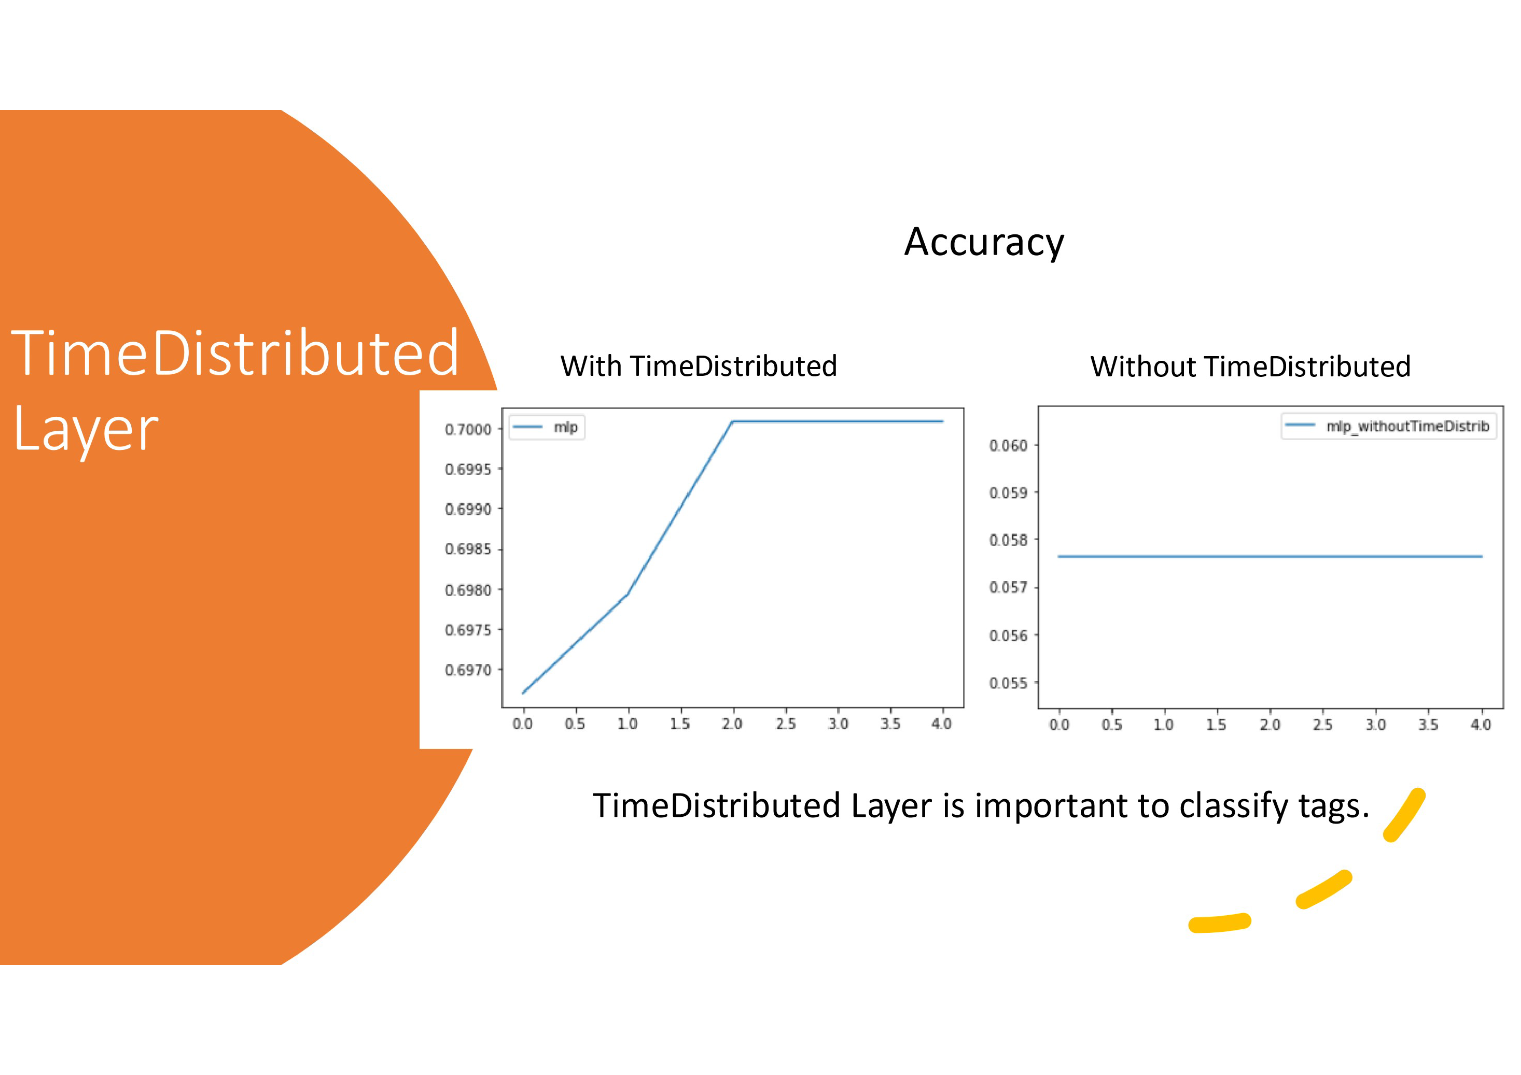 TimeDistributed
Layer
Accuracy
With TimeDistributed
Without TimeDistributed
mlp
0.7000
0.6995
0.6990
0.6985
0.6980
0.6975
0.6970
0.0 0.5 1.0 1.5 2.0 2.5 3.0 3.5 4.0
mlp_withoutTimeDistrib
0.060
0.059
0.058
0.057
0.056
0.055
0.0 0.5 1.0 1.5 2.0 2.5 3.0 3.5 4.0
TimeDistributed Layer is important to classify tags.